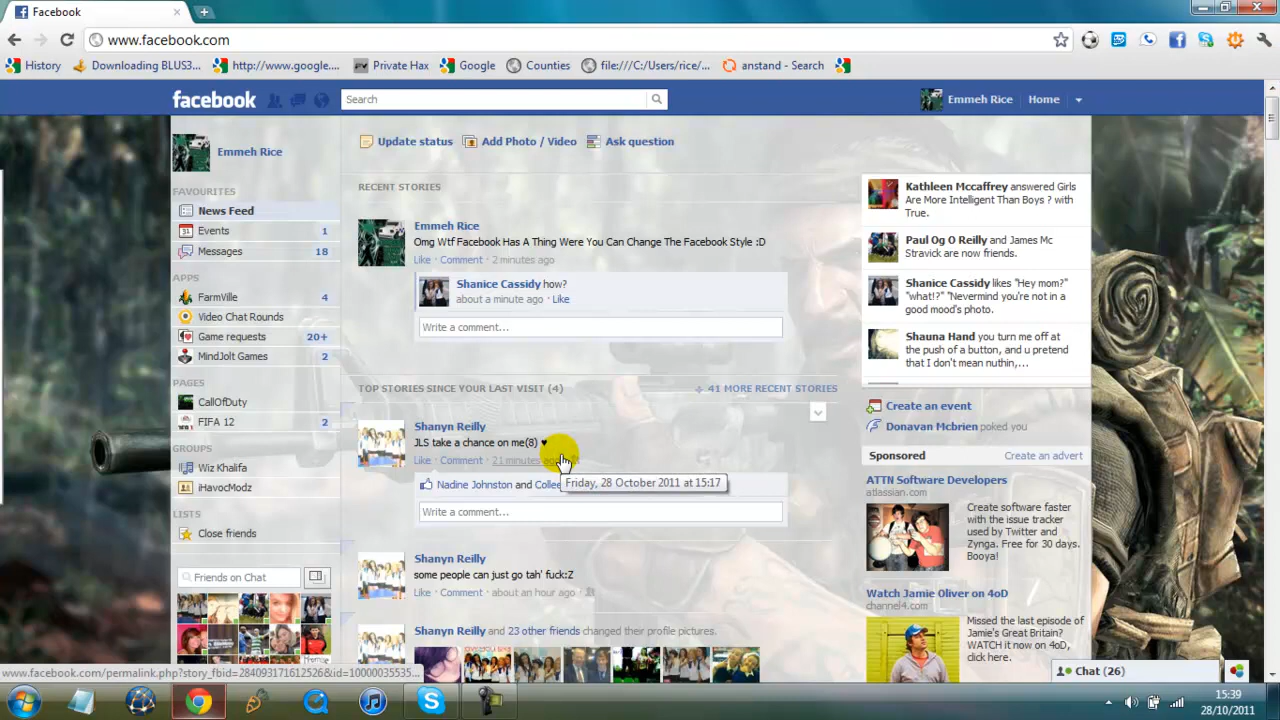 Facebook
www.facebook.com
History
Downloading BLUS3...
http://www.google....
Private Hax
Google
Counties
file:///C:/Users/rice/...
anstand - Search
facebook
Search
Emmeh Rice
Home
Emmeh Rice
FAVOURITES
News Feed
Events 1
Messages 18
APPS
FarmVille 4
Video Chat Rounds
Game requests 20+
MindJolt Games 2
PAGES
CallOfDuty
FIFA 12 2
GROUPS
Wiz Khalifa
iHavocModz
LISTS
Close friends
Friends on Chat
Update status Add Photo / Video Ask question
RECENT STORIES
Emmeh Rice
Omg Wtf Facebook Has A Thing Were You Can Change The Facebook Style :D
Like · Comment · 2 minutes ago
Shanice Cassidy how?
about a minute ago · Like
Write a comment...
TOP STORIES SINCE YOUR LAST VISIT (4) 41 MORE RECENT STORIES
Shanyn Reilly
JLS take a chance on me(8) ♥
Like · Comment · 21 minutes ago
Friday, 28 October 2011 at 15:17
Nadine Johnston and
Write a comment...
Shanyn Reilly
some people can just go tah' fuck:Z
Like · Comment · about an hour ago
Shanyn Reilly and 23 other friends changed their profile pictures.
Kathleen Mccaffrey answered Girls
Are More Intelligent Than Boys ? with
True.
Paul Og O Reilly and James Mc
Stravick are now friends.
Shanice Cassidy likes "Hey mom?"
"what!?" "Nevermind you're not in a
good mood's photo.
Shauna Hand you turn me off at
the push of a button, and u pretend
that I don't mean nuthin,...
Create an event
Donavan Mcbrien poked you
Sponsored Create an advert
ATTN Software Developers
atlassian.com
Create software faster
with the issue tracker
used by Twitter and
Zynga. Free for 30 days.
Booya!
Watch Jamie Oliver on 4oD
channel4.com
Missed the last episode of
Jamie's Great Britain?
WATCH it now on 4oD,
click here.
Chat (26)
www.facebook.com/permalink.php?story_fbid=284093171612526&id=10000035535...
15:39
28/10/2011